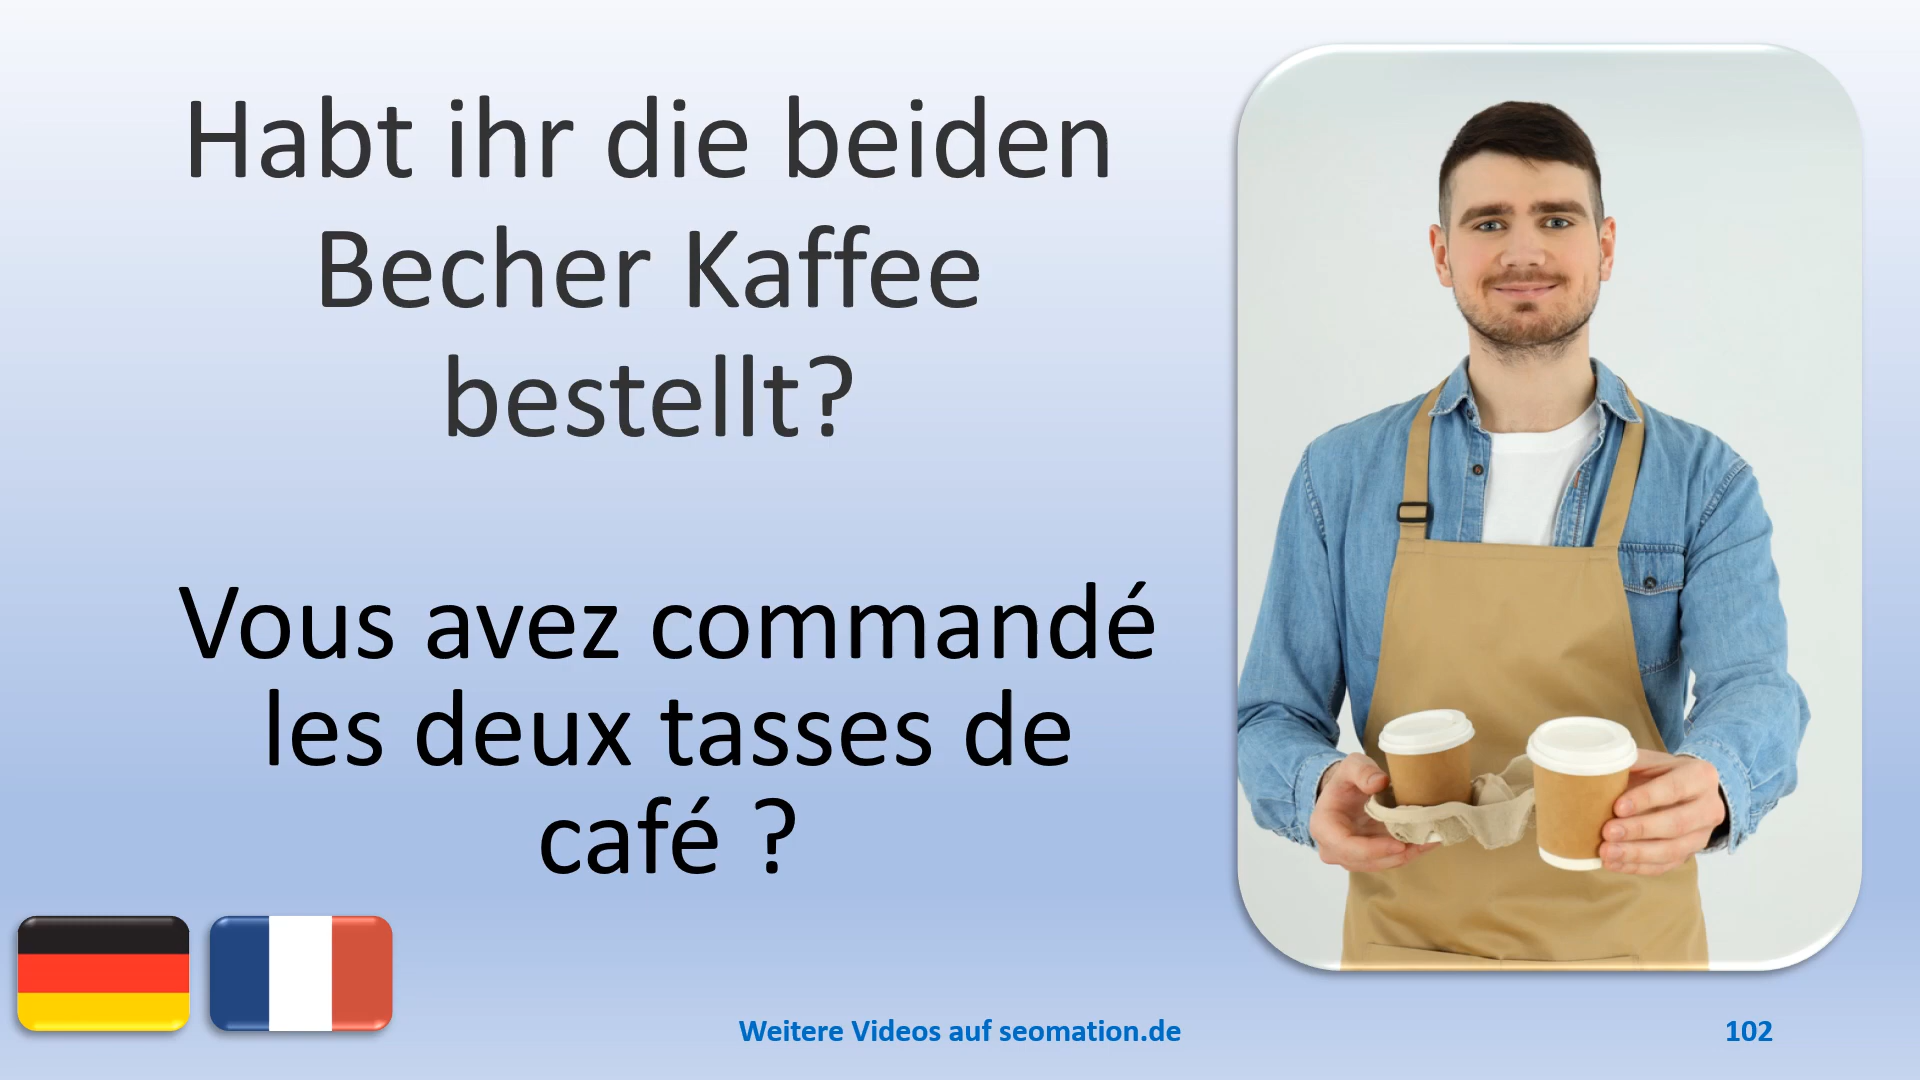 Habt ihr die beiden
Becher Kaffee
bestellt?
Vous avez commandé
les deux tasses de
café ?
Weitere Videos auf seomation.de
102